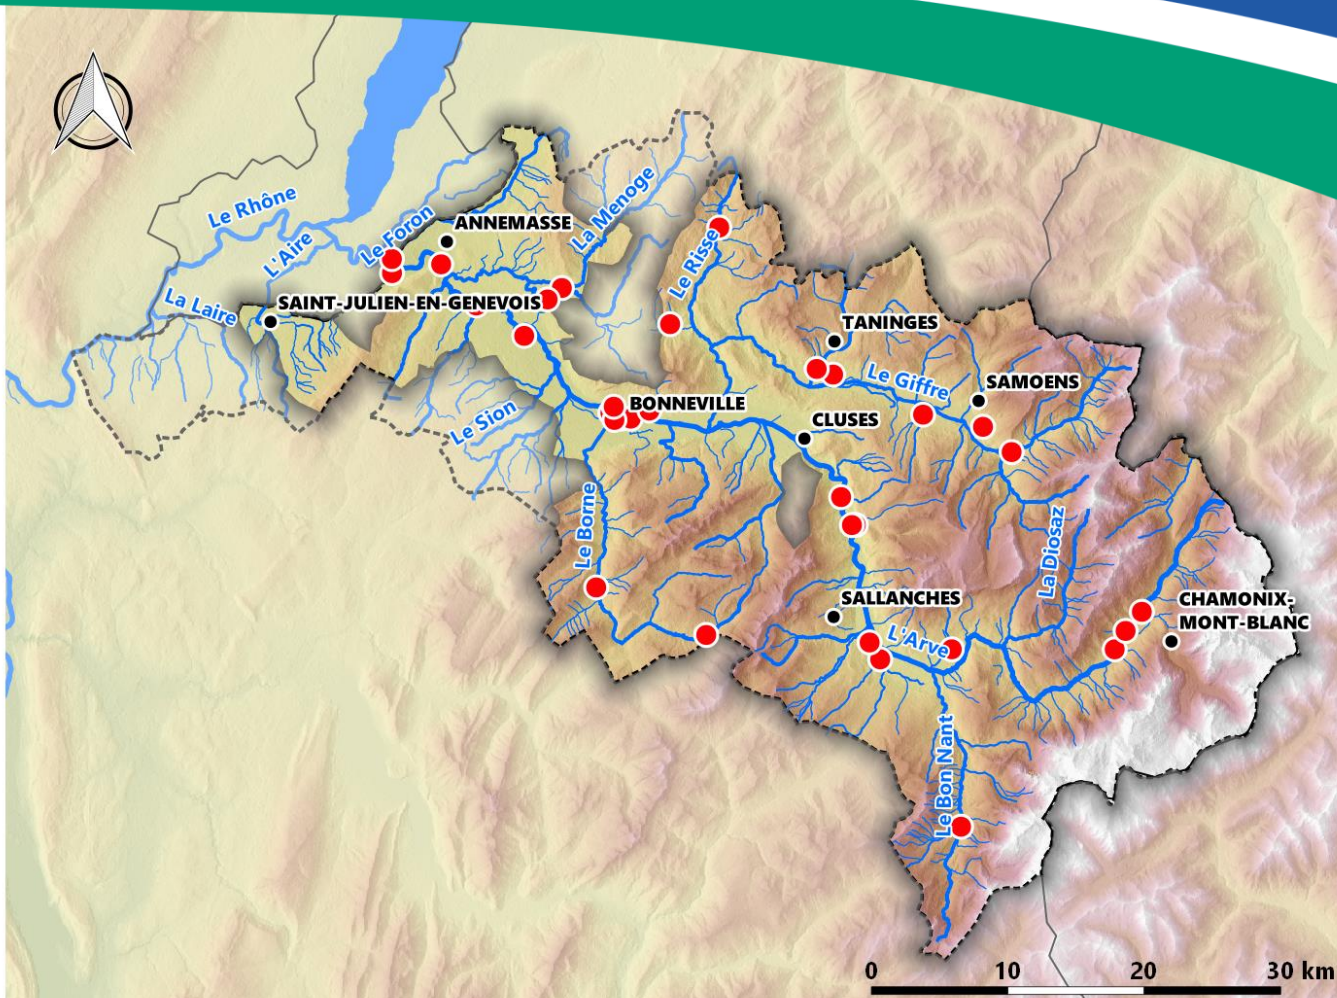 Le Rhône
L'Aire
Le Foron
ANNEMASSE
La Menoge
Le Risse
La Laire
SAINT-JULIEN-EN-GENEVOIS
TANINGES
Le Giffre
SAMOENS
Le Sion
BONNEVILLE
CLUSES
Le Borne
La Diosaz
SALLANCHES
L'Arve
CHAMONIX-
MONT-BLANC
Le Bon Nant
0 10 20 30 km